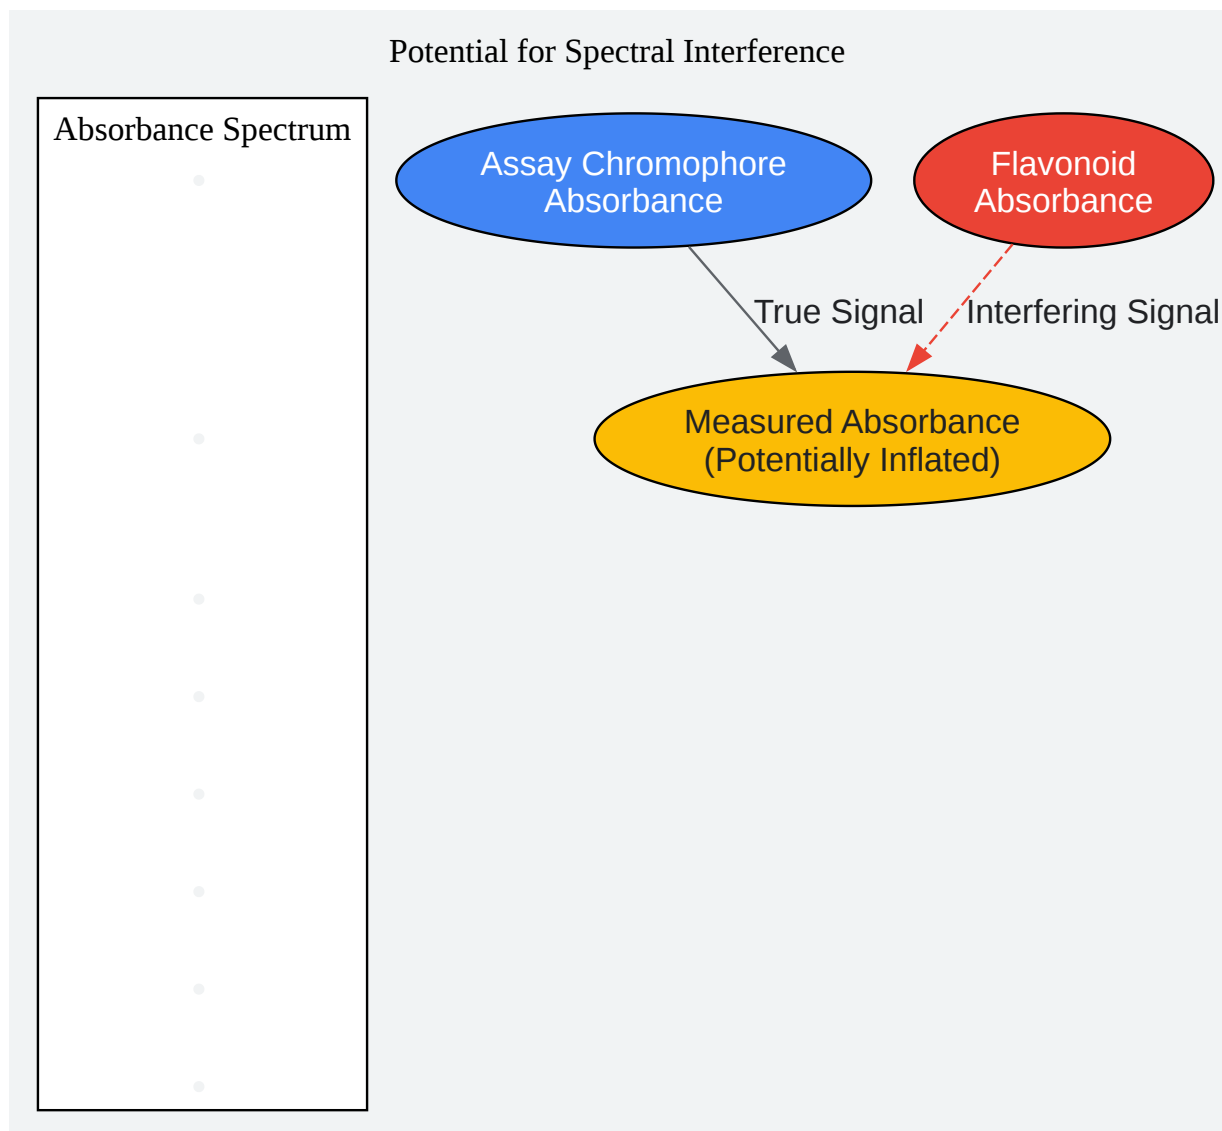 Potential for Spectral Interference
Absorbance Spectrum
Assay Chromophore
Absorbance
Flavonoid
Absorbance
True Signal
Interfering Signal
Measured Absorbance
(Potentially Inflated)